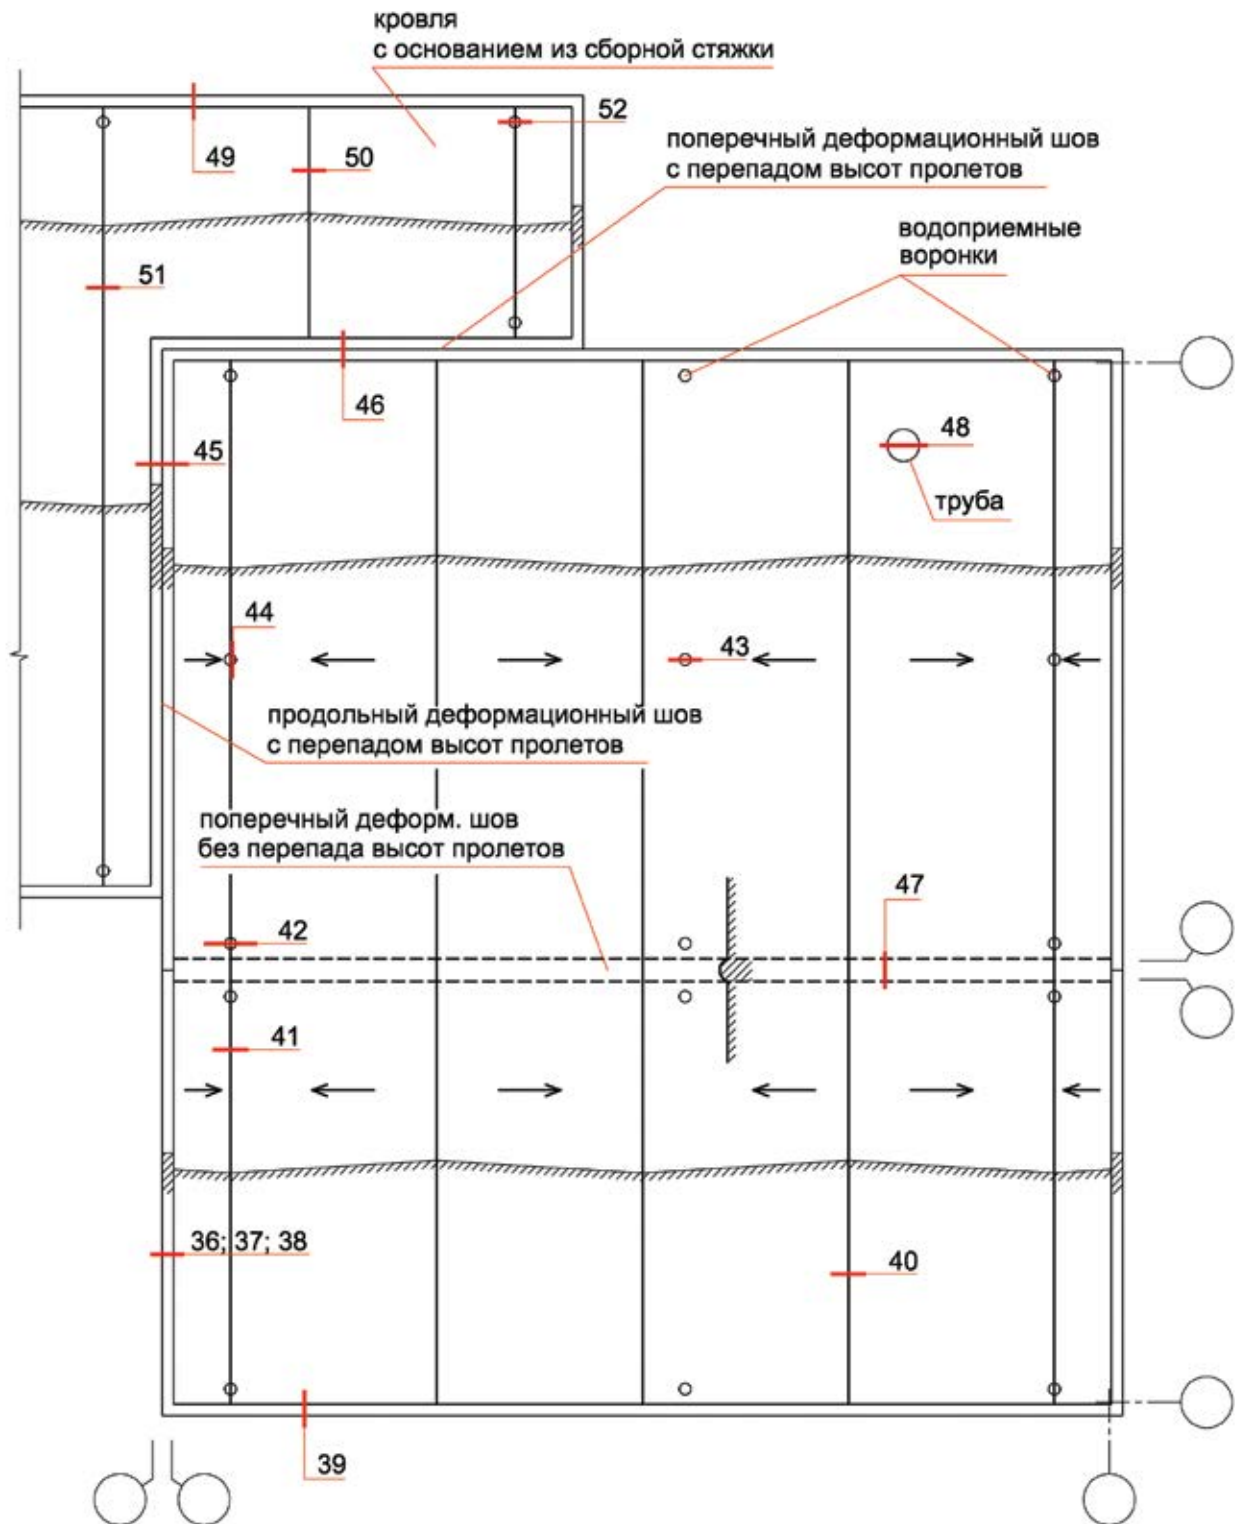 кровля
с основанием из сборной стяжки
52
49
50
поперечный деформационный шов
с перепадом высот пролетов
водоприемные
воронки
51
46
48
45
труба
44
43
продольный деформационный шов
с перепадом высот пролетов
поперечный деформ. шов
без перепада высот пролетов
47
42
41
36; 37; 38
40
39